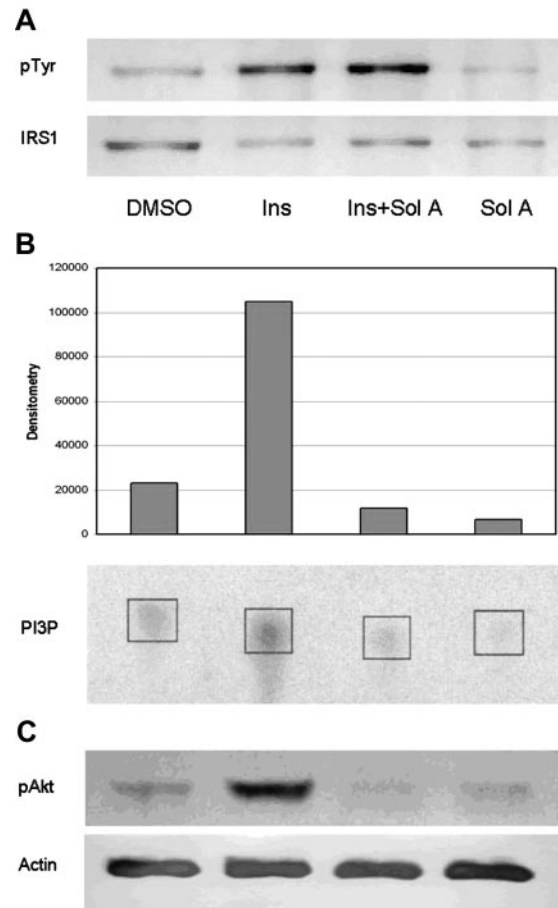 A
pTyr
IRS1
DMSO Ins Ins+Sol A Sol A
B
120000
100000
80000
60000
40000
20000
0
Densitometry
PI3P
C
pAkt
Actin